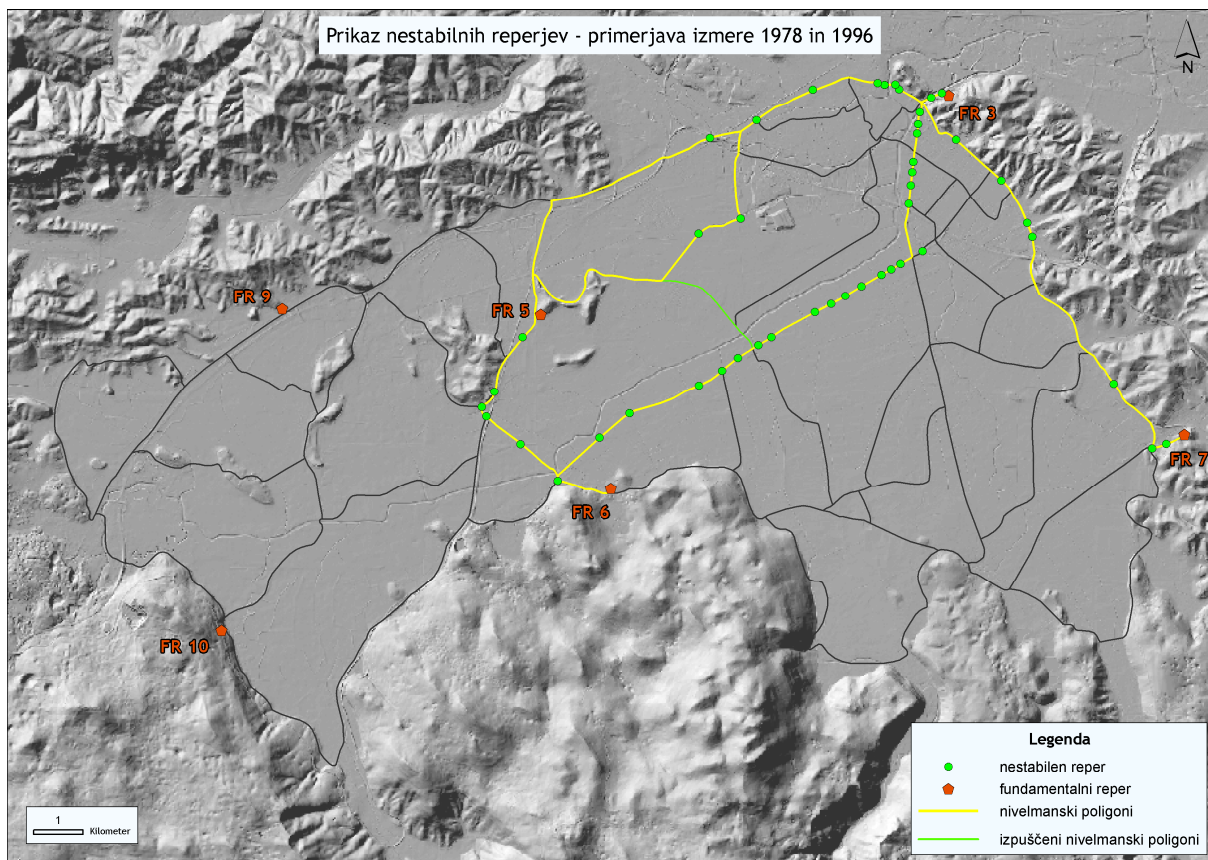 Prikaz nestabilnih reperjev - primerjava izmere 1978 in 1996
N
FR 3
FR 9
FR 5
FR 7
FR 6
FR 10
Legenda
nestabilen reper
fundamentalni reper
nivelmanski poligoni
izpuščeni nivelmanski poligoni
1
Kilometer